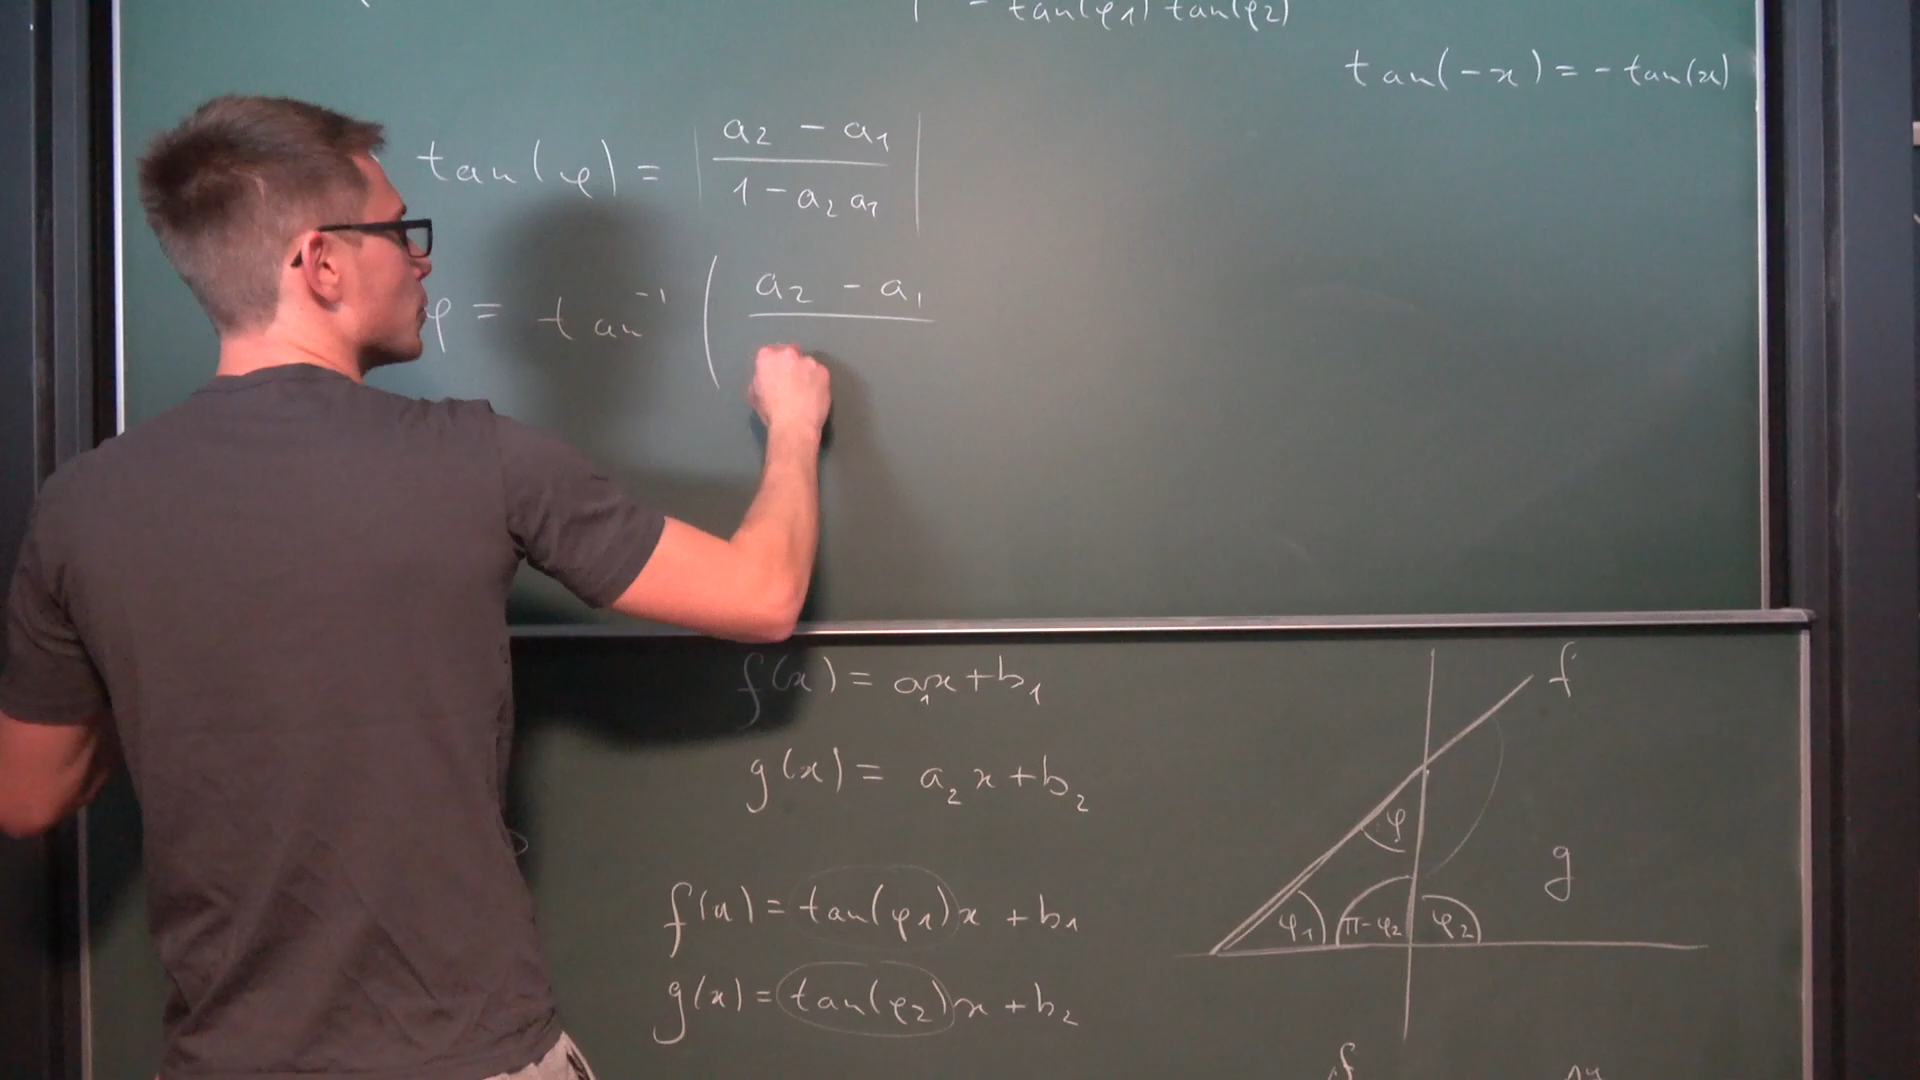 - tan(φ1) tan(φ2)
tan(-x) = - tan(x)
tan(φ) = | a2 - a1 / 1 - a2 a1 |
φ = tan⁻¹ ( a2 - a1
f(x) = a1x + b1
g(x) = a2 x + b2
f(x) = tan(φ1)x + b1
g(x) = tan(φ2)x + b2
f
φ
g
φ1
π-φ2
φ2
f